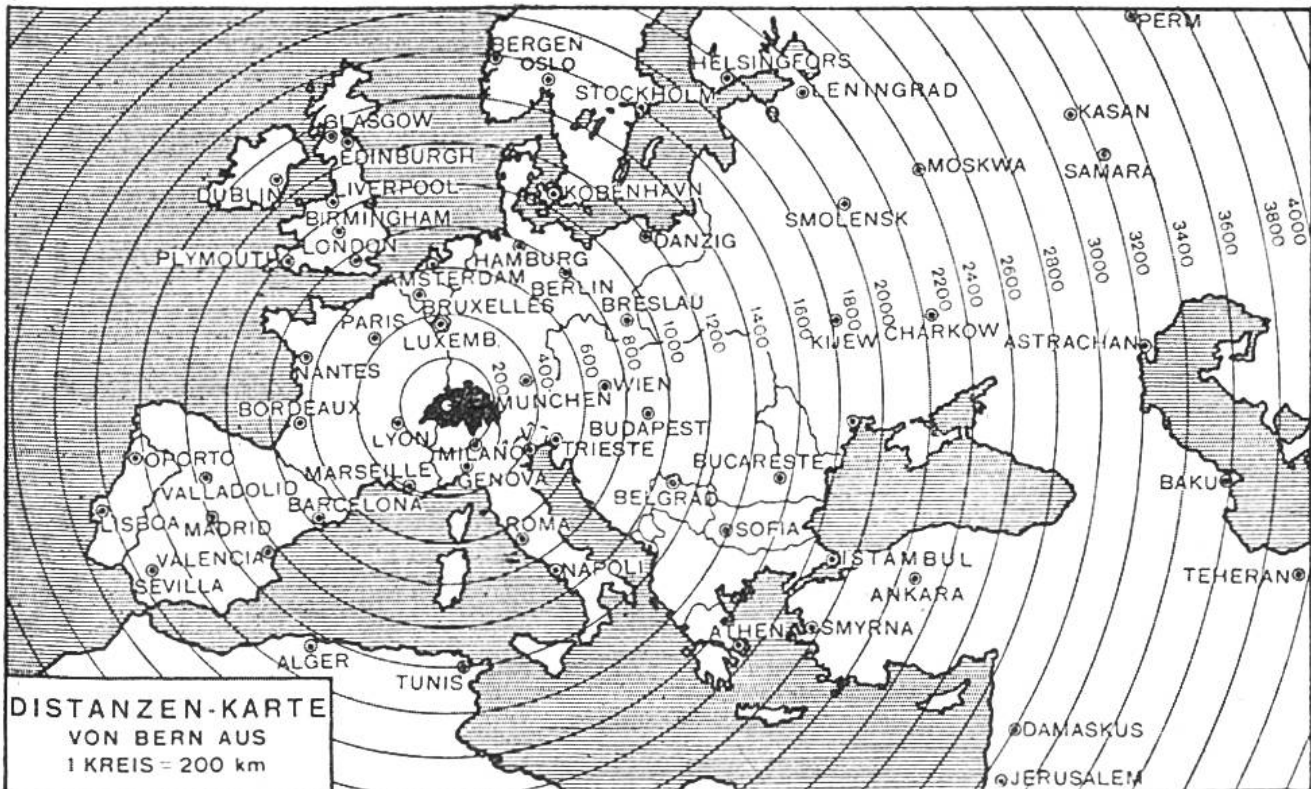 PERM
BERGEN
OSLO
HELSINGFORS
STOCKHOLM
LENINGRAD
KASAN
GLASGOW
EDINBURGH
MOSKWA
SAMARA
DUBLIN
LIVERPOOL
KÖBENHAVN
BIRMINGHAM
SMOLENSK
LONDON
DANZIG
PLYMOUTH
HAMBURG
AMSTERDAM
BERLIN
BRUXELLES
BRESLAU
PARIS
LUXEMB.
KIJEW
CHARKOW
ASTRACHAN
NANTES
200
400
600
800
1000
1200
1400
1600
1800
2000
2200
2400
2600
2800
3000
3200
3400
3600
3800
4000
WIEN
MÜNCHEN
BORDEAUX
BUDAPEST
LYON
TRIESTE
MILANO
OPORTO
MARSEILLE
GENOVA
BUCARESTE
VALLADOLID
BELGRAD
BAKU
BARCELONA
LISBOA
MADRID
ROMA
SOFIA
VALENCIA
ISTAMBUL
SEVILLA
NAPOLI
TEHERAN
ANKARA
ATHEN
SMYRNA
ALGER
TUNIS
DISTANZEN-KARTE
VON BERN AUS
1 KREIS = 200 km
DAMASKUS
JERUSALEM